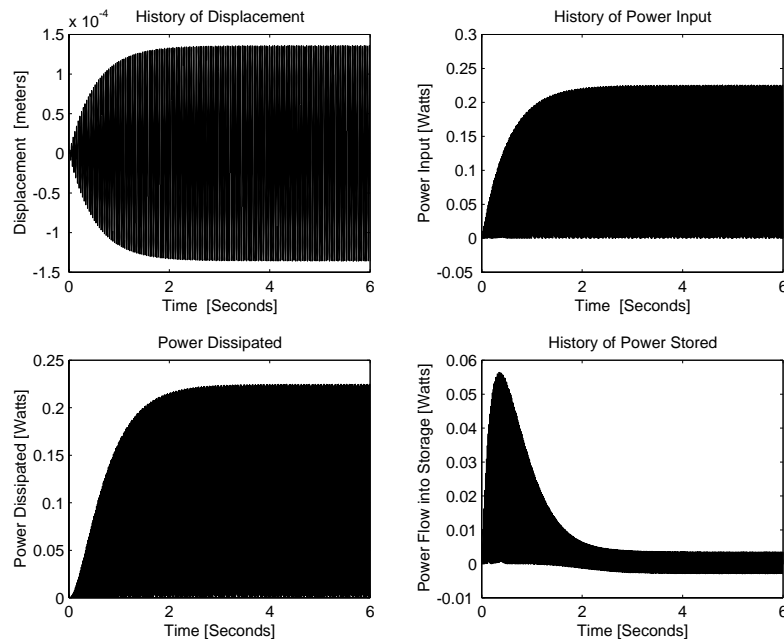 History of Displacement
x 10-4
1.5
1
0.5
0
-0.5
-1
-1.5
Displacement [meters]
0 2 4 6
Time [Seconds]
History of Power Input
0.3
0.25
0.2
0.15
0.1
0.05
0
-0.05
Power Input [Watts]
0 2 4 6
Time [Seconds]
Power Dissipated
0.25
0.2
0.15
0.1
0.05
0
Power Dissipated [Watts]
0 2 4 6
Time [Seconds]
History of Power Stored
0.06
0.05
0.04
0.03
0.02
0.01
0
-0.01
Power Flow into Storage [Watts]
0 2 4 6
Time [Seconds]